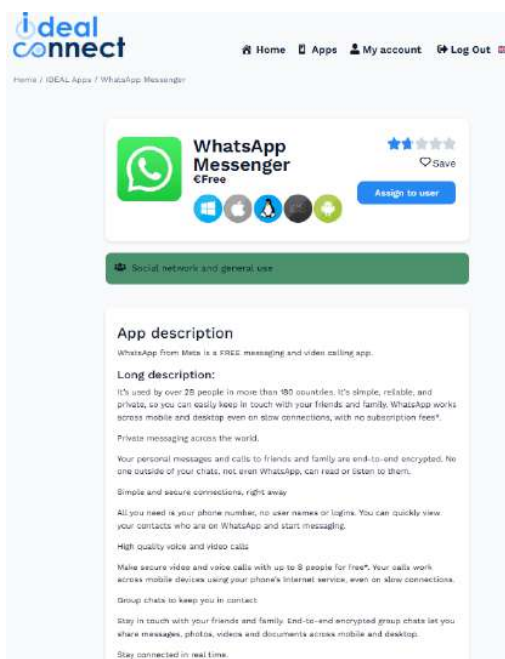 ideal
connect
Home Apps My account Log Out
Home / IDEAL Apps / WhatsApp Messenger
WhatsApp
Messenger
€Free
Save
Assign to user
Social network and general use
App description
WhatsApp from Meta is a FREE messaging and video calling app.
Long description:
It's used by over 2B people in more than 180 countries. It's simple, reliable, and
private, so you can easily keep in touch with your friends and family. WhatsApp works
across mobile and desktop even on slow connections, with no subscription fees*.
Private messaging across the world.
Your personal messages and calls to friends and family are end-to-end encrypted. No
one outside of your chats, not even WhatsApp, can read or listen to them.
Simple and secure connections, right away
All you need is your phone number, no user names or logins. You can quickly view
your contacts who are on WhatsApp and start messaging.
High quality voice and video calls
Make secure video and voice calls with up to 8 people for free*. Your calls work
across mobile devices using your phone's Internet service, even on slow connections.
Group chats to keep you in contact
Stay in touch with your friends and family. End-to-end encrypted group chats let you
share messages, photos, videos and documents across mobile and desktop.
Stay connected in real time.